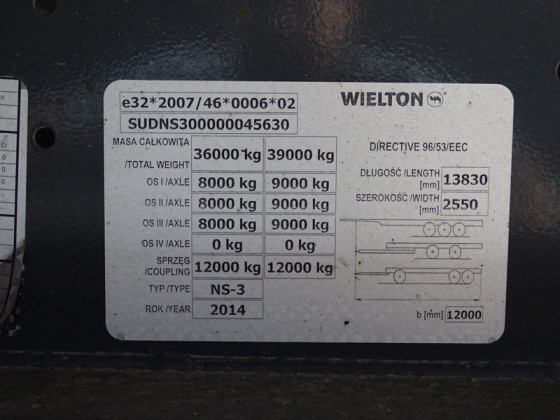 e32*2007/46*0006*02 WIELTON
SUDNS300000045630
MASA CAŁKOWITA
/TOTAL WEIGHT 36000 kg 39000 kg
DIRECTIVE 96/53/EEC
OS I /AXLE 8000 kg 9000 kg
DŁUGOŚĆ /LENGTH
[mm] 13830
OS II /AXLE 8000 kg 9000 kg
SZEROKOŚĆ /WIDTH
[mm] 2550
OS III /AXLE 8000 kg 9000 kg
OS IV /AXLE 0 kg 0 kg
SPRZĘG
/COUPLING 12000 kg 12000 kg
TYP /TYPE NS-3
ROK /YEAR 2014
b [mm] 12000